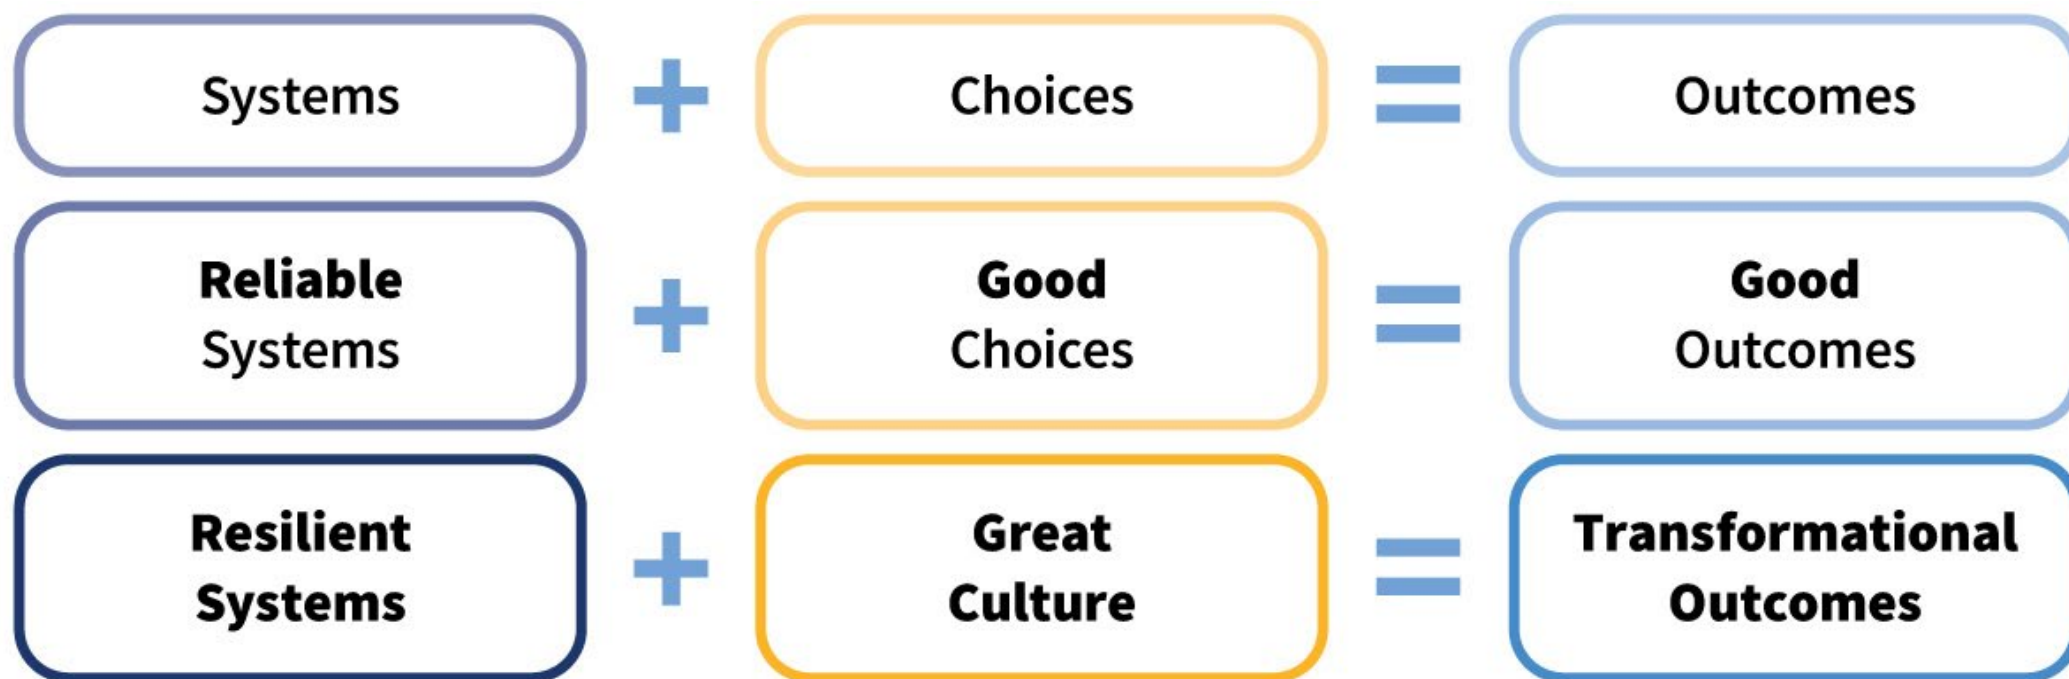 Systems + Choices = Outcomes
Reliable Systems + Good Choices = Good Outcomes
Resilient Systems + Great Culture = Transformational Outcomes